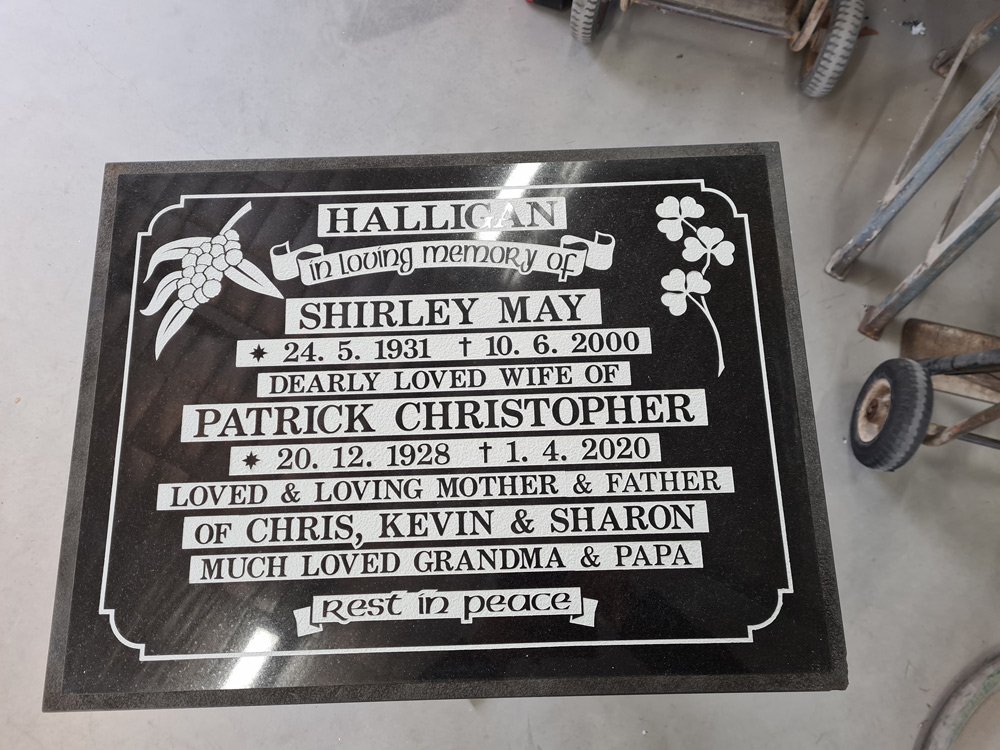 HALLIGAN
in loving memory of
SHIRLEY MAY
✷ 24. 5. 1931 † 10. 6. 2000
DEARLY LOVED WIFE OF
PATRICK CHRISTOPHER
✷ 20. 12. 1928 † 1. 4. 2020
LOVED & LOVING MOTHER & FATHER
OF CHRIS, KEVIN & SHARON
MUCH LOVED GRANDMA & PAPA
Rest in peace